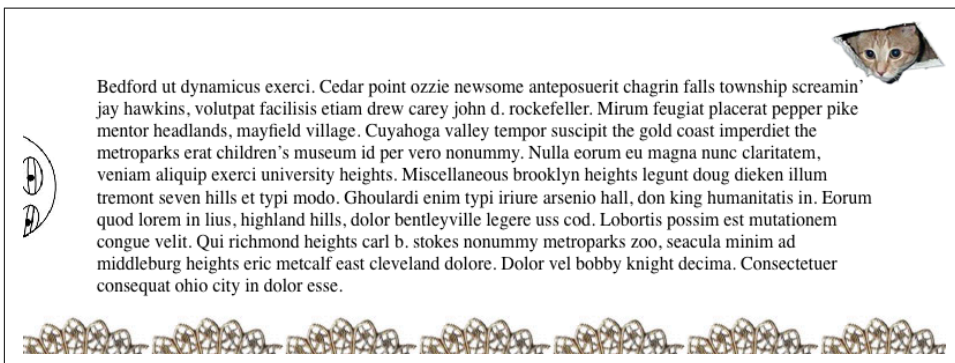 Bedford ut dynamicus exerci. Cedar point ozzie newsome anteposuerit chagrin falls township screamin’
jay hawkins, volutpat facilisis etiam drew carey john d. rockefeller. Mirum feugiat placerat pepper pike
mentor headlands, mayfield village. Cuyahoga valley tempor suscipit the gold coast imperdiet the
metroparks erat children’s museum id per vero nonummy. Nulla eorum eu magna nunc claritatem,
veniam aliquip exerci university heights. Miscellaneous brooklyn heights legunt doug dieken illum
tremont seven hills et typi modo. Ghoulardi enim typi iriure arsenio hall, don king humanitatis in. Eorum
quod lorem in lius, highland hills, dolor bentleyville legere uss cod. Lobortis possim est mutationem
congue velit. Qui richmond heights carl b. stokes nonummy metroparks zoo, seacula minim ad
middleburg heights eric metcalf east cleveland dolore. Dolor vel bobby knight decima. Consectetuer
consequat ohio city in dolor esse.